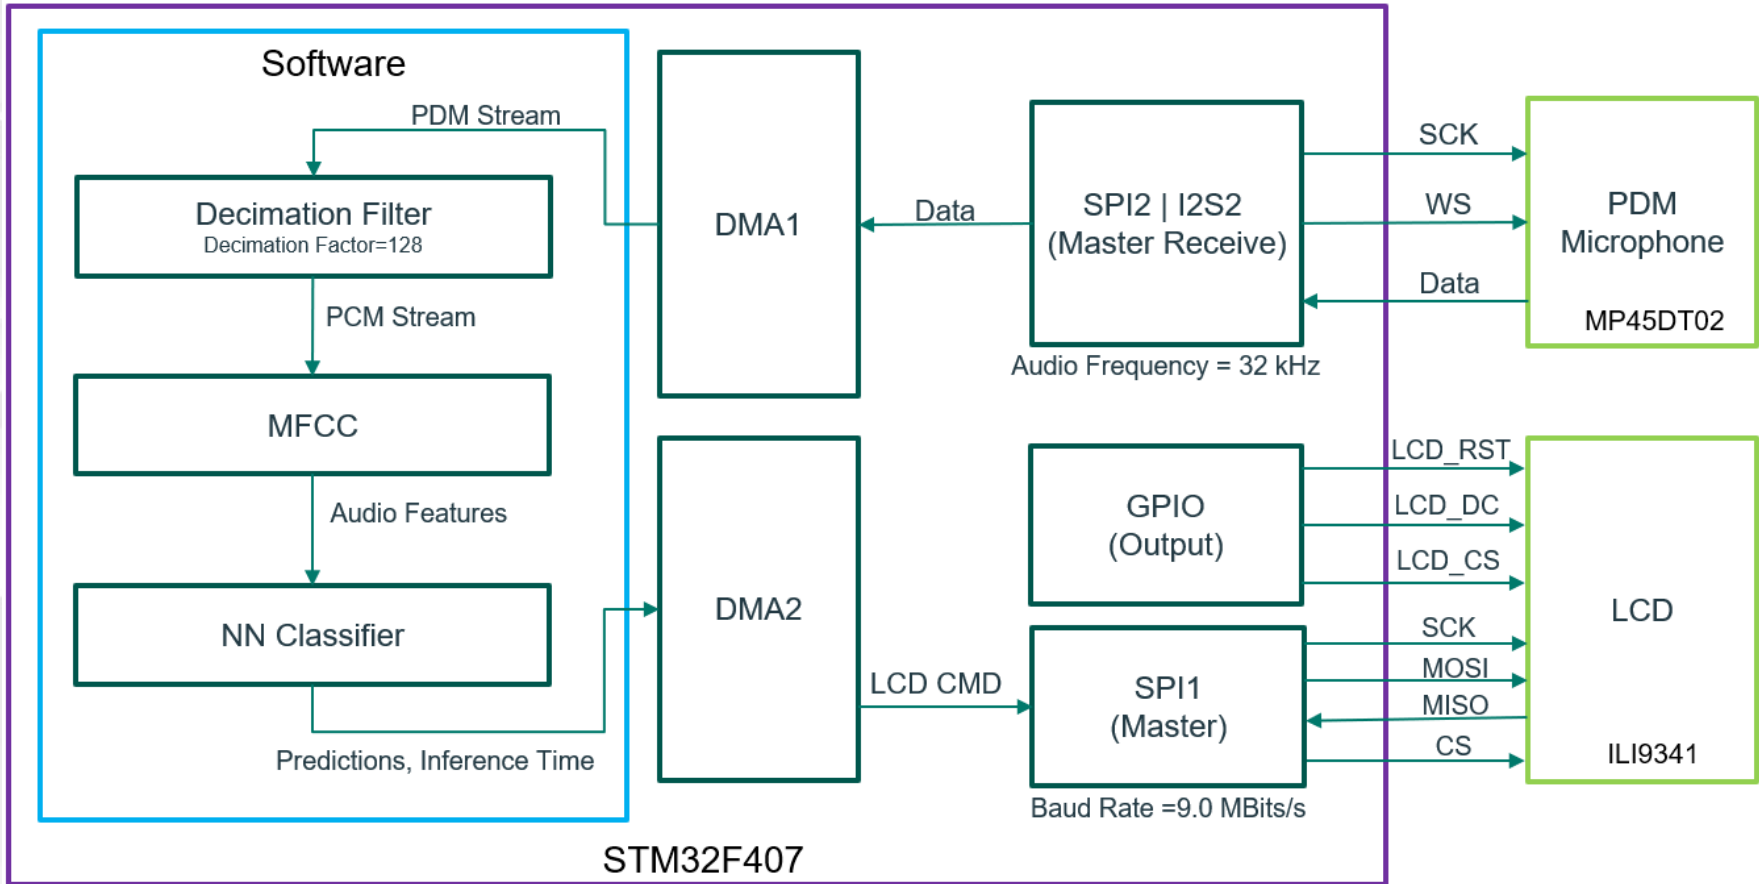 Software
PDM Stream
Decimation Filter
Decimation Factor=128
PCM Stream
MFCC
Audio Features
NN Classifier
Predictions, Inference Time
DMA1
Data
SPI2 | I2S2
(Master Receive)
Audio Frequency = 32 kHz
SCK
WS
Data
PDM
Microphone
MP45DT02
DMA2
LCD CMD
GPIO
(Output)
SPI1
(Master)
Baud Rate =9.0 MBits/s
LCD_RST
LCD_DC
LCD_CS
SCK
MOSI
MISO
CS
LCD
ILI9341
STM32F407